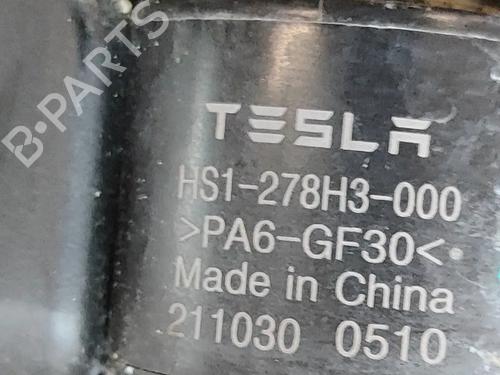 B-PARTS
TESLA
HS1-278H3-000
>PA6-GF30<
Made in China
211030 0510